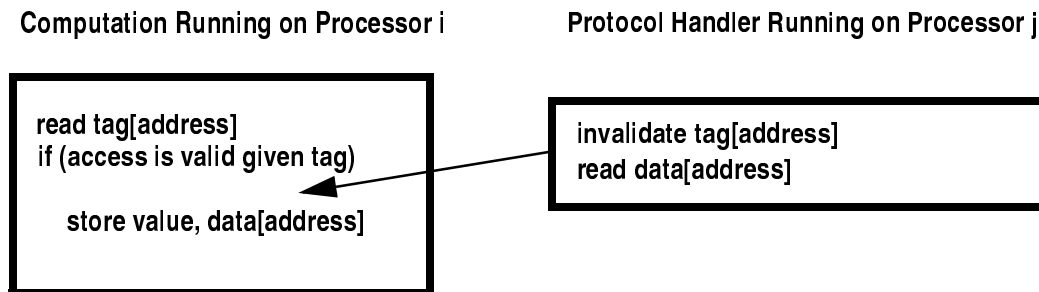 Computation Running on Processor i
Protocol Handler Running on Processor j
read tag[address]
if (access is valid given tag)
store value, data[address]
invalidate tag[address]
read data[address]